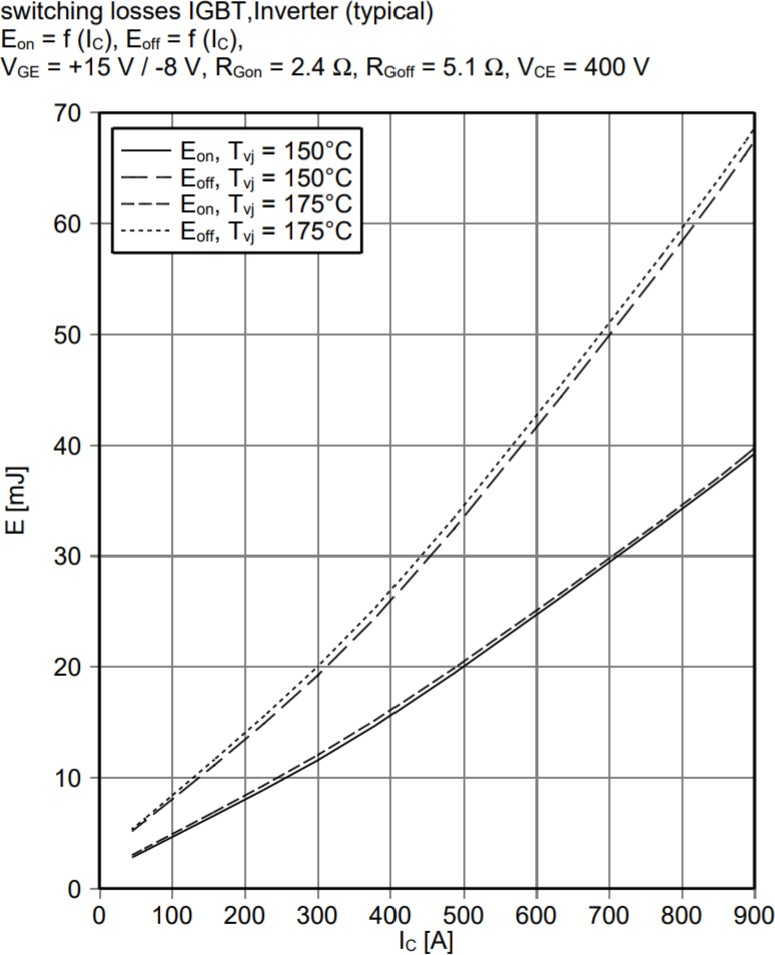 switching losses IGBT,Inverter (typical)
Eon = f (IC), Eoff = f (IC),
VGE = +15 V / -8 V, RGon = 2.4 Ω, RGoff = 5.1 Ω, VCE = 400 V
70
Eon, Tvj = 150°C
Eoff, Tvj = 150°C
Eon, Tvj = 175°C
Eoff, Tvj = 175°C
60
50
40
E [mJ]
30
20
10
0
0 100 200 300 400 500 600 700 800 900
IC [A]